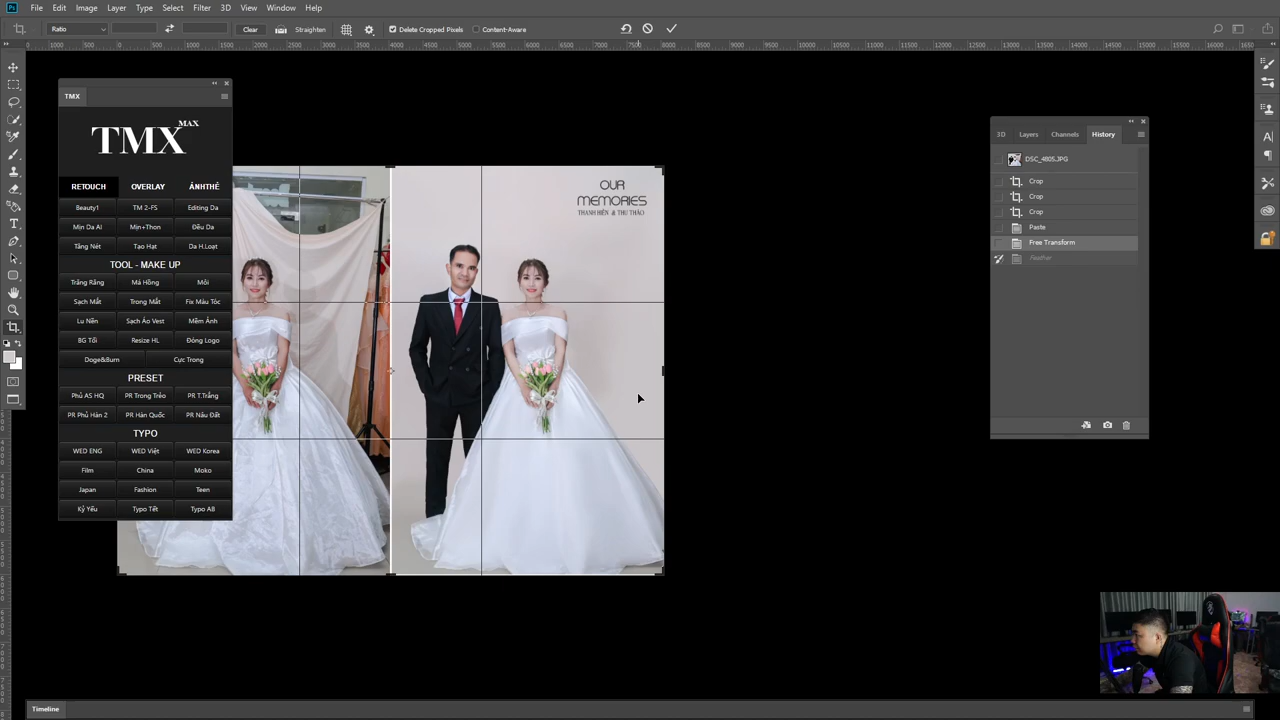 Ps File Edit Image Layer Type Select Filter 3D View Window Help
Ratio Clear Straighten Delete Cropped Pixels Content-Aware
TMX
TMX MAX
RETOUCH OVERLAY ẢNHTHẺ
Beauty1 TM 2-FS Editing Da
Mịn Da AI Mịn+Thon Đều Da
Tăng Nét Tạo Hạt Da H.Loạt
TOOL - MAKE UP
Trắng Răng Má Hồng Môi
Sạch Mắt Trong Mắt Fix Màu Tóc
Lu Nền Sạch Áo Vest Mềm Ảnh
BG Tối Resize HL Đóng Logo
Doge&Burn Cực Trong
PRESET
Phủ AS HQ PR Trong Trẻo PR T.Trắng
PR Phủ Hàn 2 PR Hàn Quốc PR Nâu Đất
TYPO
WED ENG WED Việt WED Korea
Film China Moko
Japan Fashion Teen
Kỷ Yếu Typo Tết Typo AB
OUR
MEMORIES
THANH HIỀN & THU THẢO
3D Layers Channels History
DSC_4805.JPG
Crop
Crop
Crop
Paste
Free Transform
Feather
Timeline